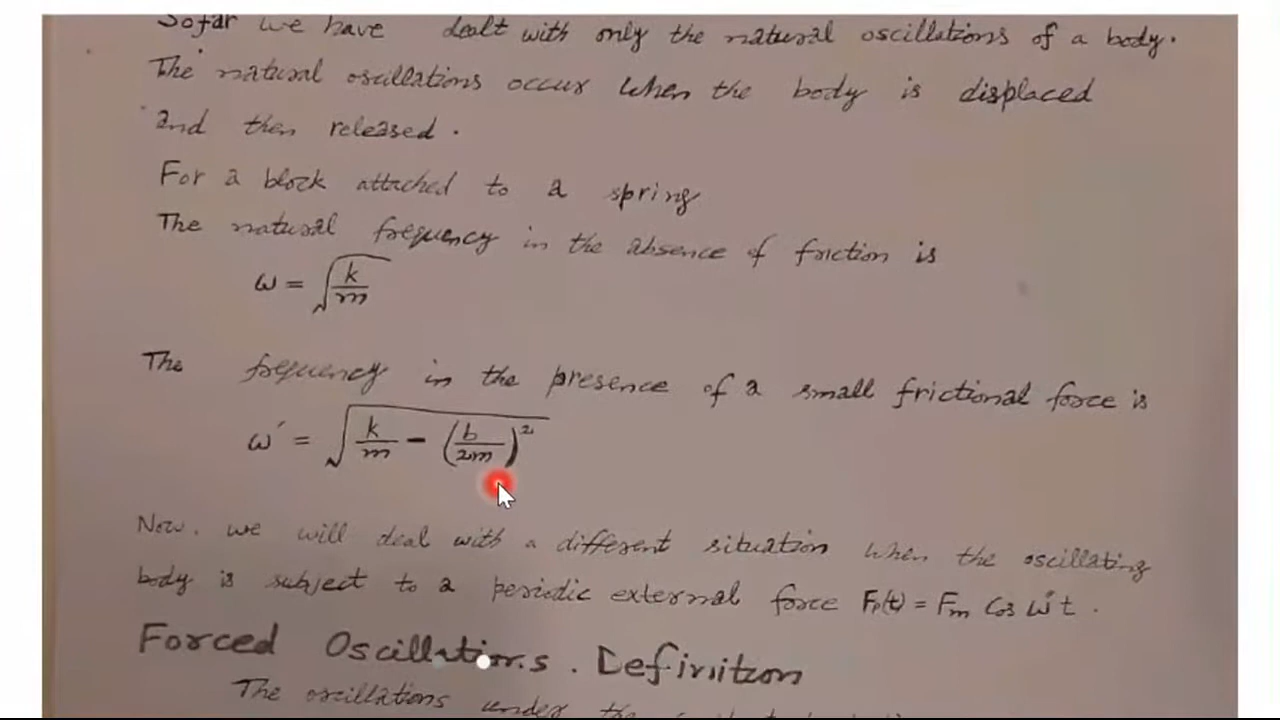 Sofar we have dealt with only the natural oscillations of a body.
The natural oscillations occur when the body is displaced
and then released.
For a block attached to a spring
The natural frequency in the absence of friction is
ω = √(k/m)
The frequency in the presence of a small frictional force is
ω′ = √(k/m − (b/2m)²)
Now, we will deal with a different situation when the oscillating
body is subject to a periodic external force Fₚ(t) = Fₘ Cos ω″t.
Forced Oscillations. Definition
The oscillations under the